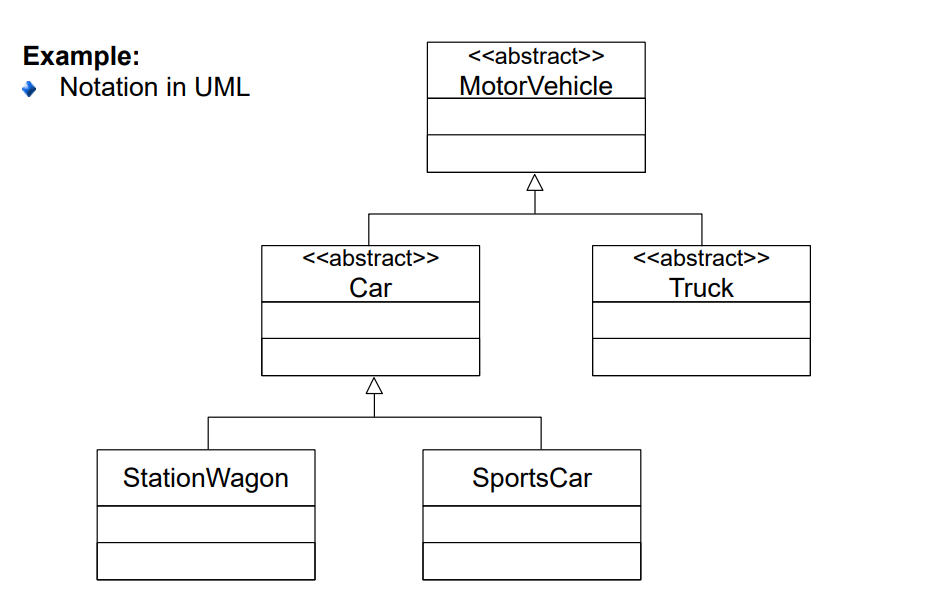 Example:
Notation in UML
<<abstract>>
MotorVehicle
<<abstract>>
Car
<<abstract>>
Truck
StationWagon
SportsCar